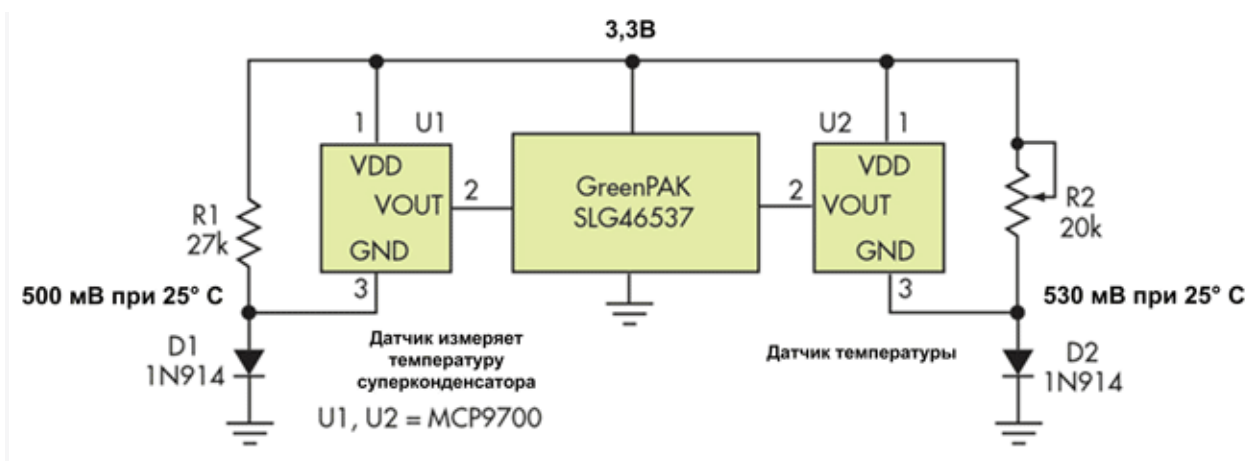 3,3В
1
U1
VDD
VOUT
GND
2
3
GreenPAK
SLG46537
U2
1
VDD
2
VOUT
GND
3
R1
27k
R2
20k
500 мВ при 25° С
530 мВ при 25° С
D1
1N914
Датчик измеряет
температуру
суперконденсатора
U1, U2 = MCP9700
Датчик температуры
D2
1N914